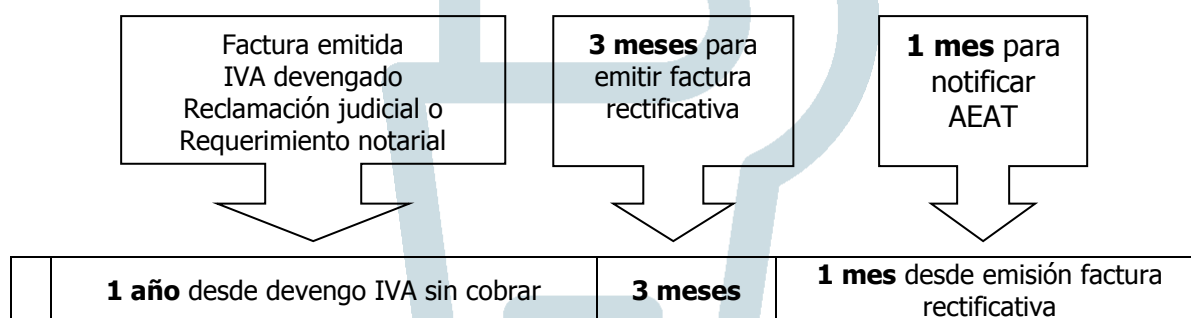 Factura emitida
IVA devengado
Reclamación judicial o
Requerimiento notarial
3 meses para
emitir factura
rectificativa
1 mes para
notificar
AEAT
1 año desde devengo IVA sin cobrar
3 meses
1 mes desde emisión factura
rectificativa